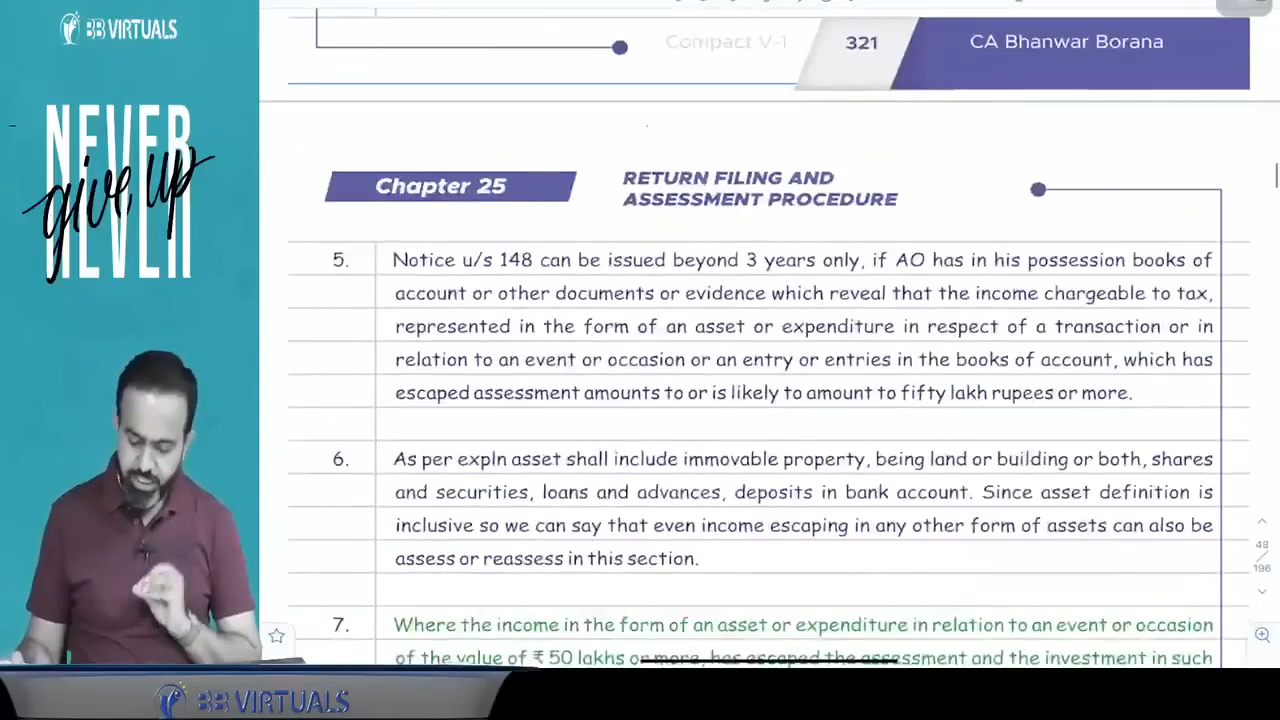 BB VIRTUALS
NEVER
give up
NEVER
Compact V-1
321
CA Bhanwar Borana
Chapter 25
RETURN FILING AND
ASSESSMENT PROCEDURE
5. Notice u/s 148 can be issued beyond 3 years only, if AO has in his possession books of
account or other documents or evidence which reveal that the income chargeable to tax,
represented in the form of an asset or expenditure in respect of a transaction or in
relation to an event or occasion or an entry or entries in the books of account, which has
escaped assessment amounts to or is likely to amount to fifty lakh rupees or more.
6. As per expln asset shall include immovable property, being land or building or both, shares
and securities, loans and advances, deposits in bank account. Since asset definition is
inclusive so we can say that even income escaping in any other form of assets can also be
assess or reassess in this section.
7. Where the income in the form of an asset or expenditure in relation to an event or occasion
of the value of ₹ 50 lakhs or more, has escaped the assessment and the investment in such
48
196
BB VIRTUALS